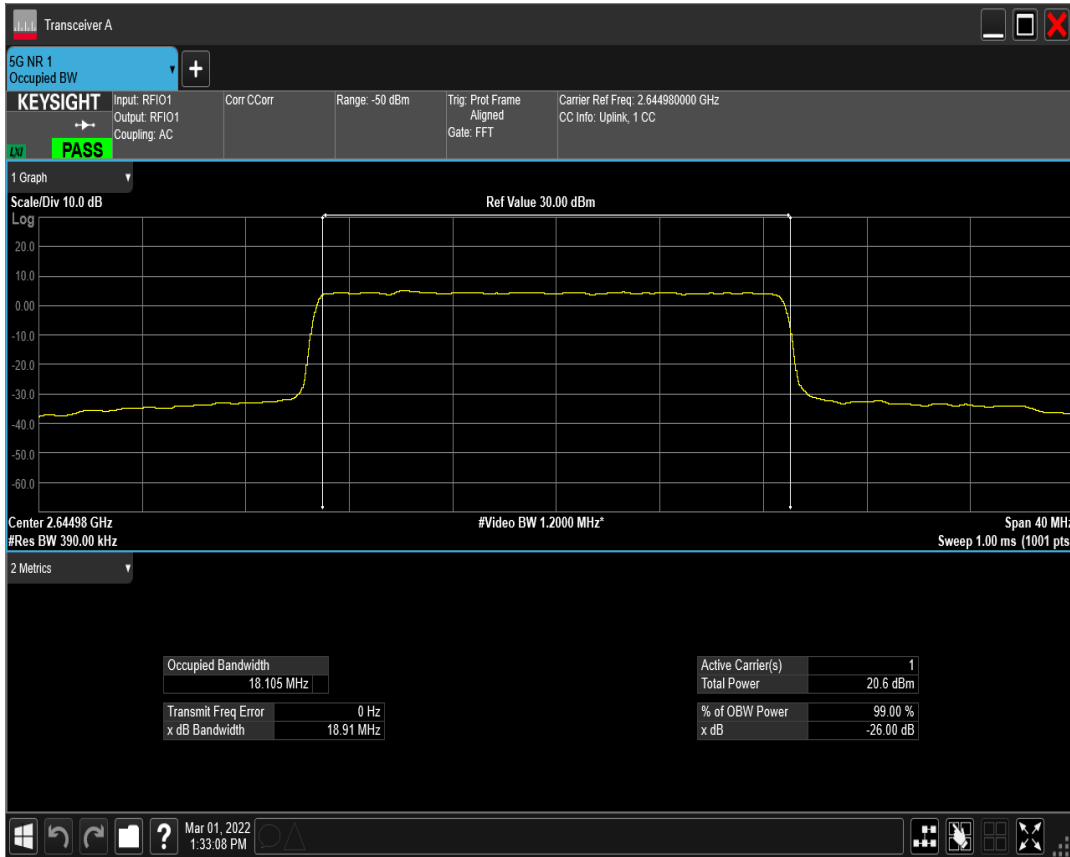 Transceiver A
5G NR 1
Occupied BW
+
KEYSIGHT
Input: RFIO1
Output: RFIO1
Coupling: AC
LXI
PASS
Corr CCorr
Range: -50 dBm
Trig: Prot Frame
Aligned
Gate: FFT
Carrier Ref Freq: 2.644980000 GHz
CC Info: Uplink, 1 CC
1 Graph
Scale/Div 10.0 dB
Ref Value 30.00 dBm
Log
20.0
10.0
0.00
-10.0
-20.0
-30.0
-40.0
-50.0
-60.0
Center 2.64498 GHz
#Video BW 1.2000 MHz*
Span 40 MHz
#Res BW 390.00 kHz
Sweep 1.00 ms (1001 pts
2 Metrics
Occupied Bandwidth
18.105 MHz
Transmit Freq Error 0 Hz
x dB Bandwidth 18.91 MHz
Active Carrier(s) 1
Total Power 20.6 dBm
% of OBW Power 99.00 %
x dB -26.00 dB
?
Mar 01, 2022
1:33:08 PM